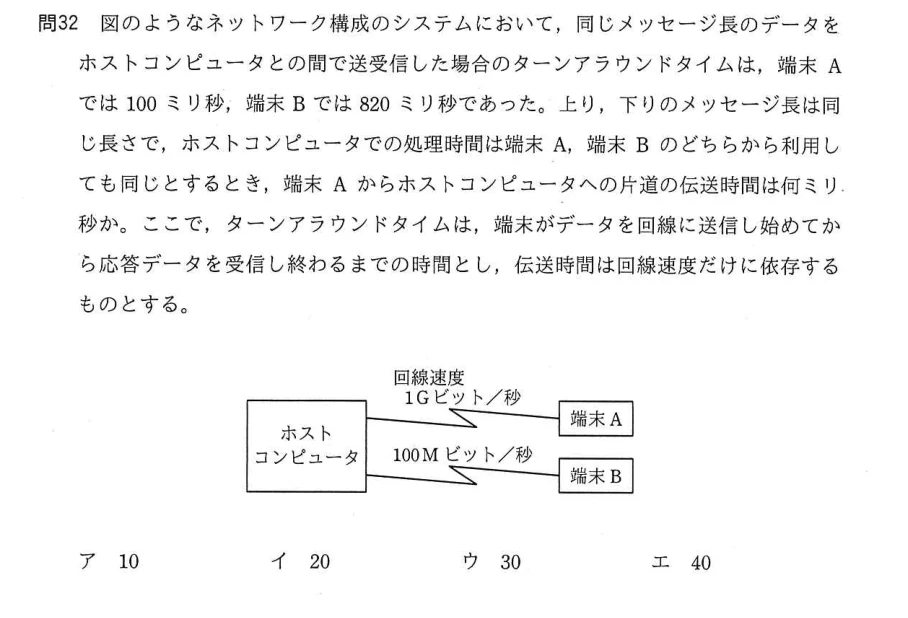 問32 図のようなネットワーク構成のシステムにおいて，同じメッセージ長のデータを
ホストコンピュータとの間で送受信した場合のターンアラウンドタイムは，端末 A
では 100 ミリ秒，端末 B では 820 ミリ秒であった。上り，下りのメッセージ長は同
じ長さで，ホストコンピュータでの処理時間は端末 A，端末 B のどちらから利用し
ても同じとするとき，端末 A からホストコンピュータへの片道の伝送時間は何ミリ
秒か。ここで，ターンアラウンドタイムは，端末がデータを回線に送信し始めてか
ら応答データを受信し終わるまでの時間とし，伝送時間は回線速度だけに依存する
ものとする。
回線速度
1G ビット／秒
ホスト
コンピュータ
端末 A
100M ビット／秒
端末 B
ア 10 イ 20 ウ 30 エ 40